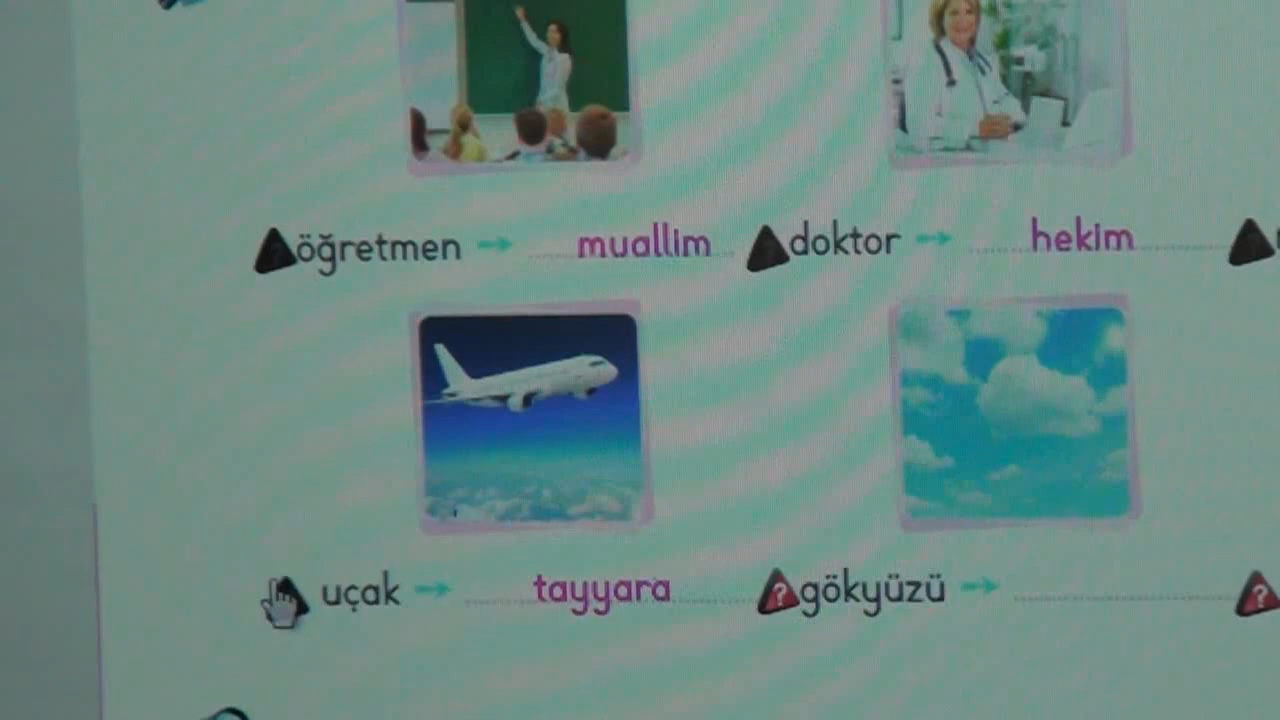 öğretmen → muallim doktor → hekim
uçak → tayyara ? gökyüzü → ?